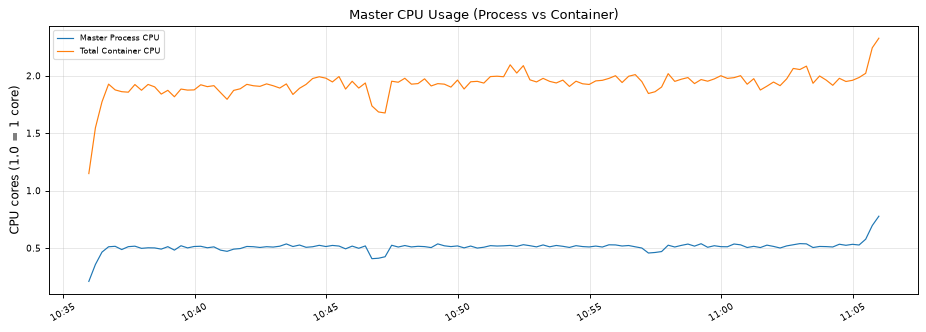 Master CPU Usage (Process vs Container)
Master Process CPU
Total Container CPU
CPU cores (1.0 = 1 core)
2.0
1.5
1.0
0.5
10:35
10:40
10:45
10:50
10:55
11:00
11:05